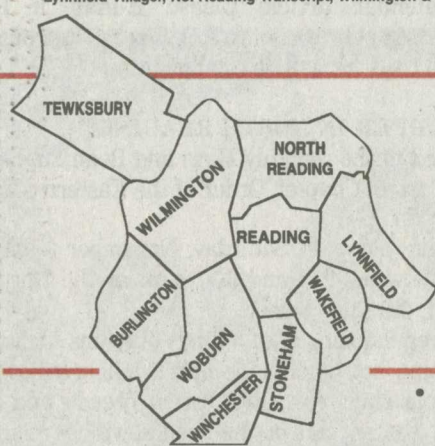 Lynnfield Villager, No. Reading Transcript, Wilmington &
TEWKSBURY
NORTH
READING
WILMINGTON
READING
LYNNFIELD
BURLINGTON
WAKEFIELD
WOBURN
STONEHAM
WINCHESTER